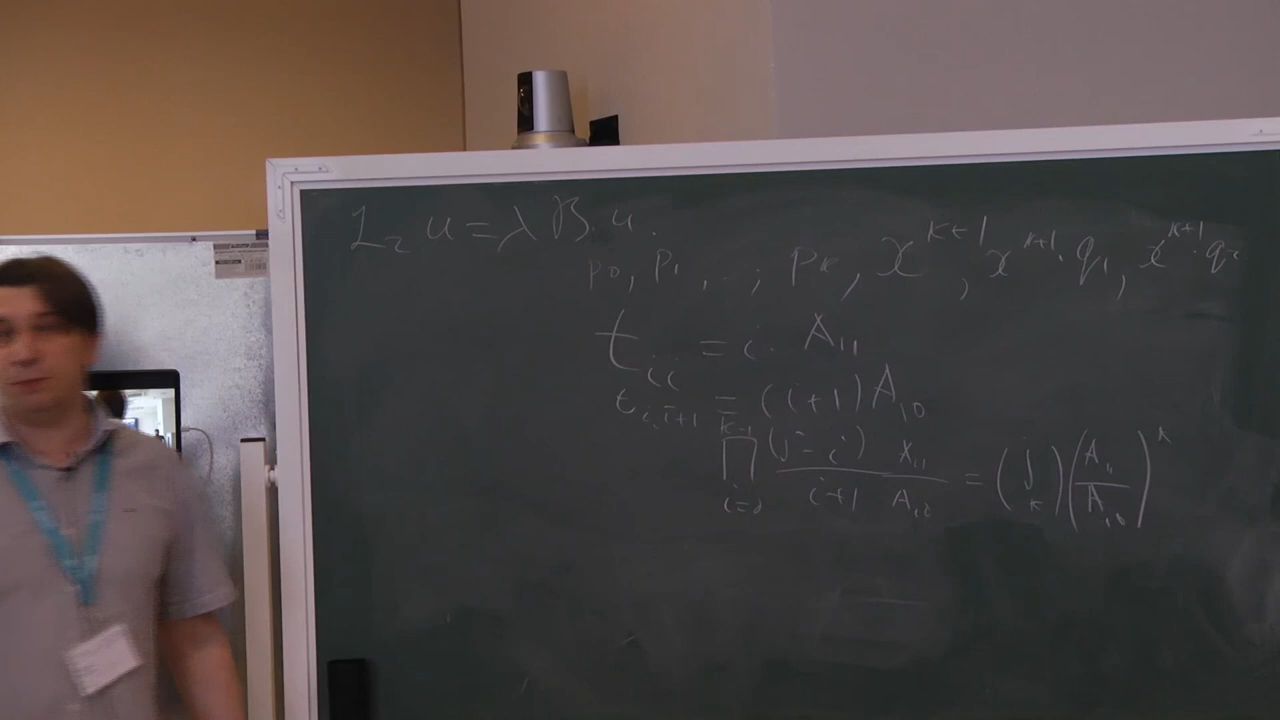 L₂ u = λ B. u.
p₀, p₁, ..., pₖ, x^{k+1}, x^{k+1}·q₁, x^{k+1}·q₂
t_{ii} = i · A₁₁
t_{i,i+1} = (i+1) A₁₀
∏_{i=0}^{k-1} (j-i)/(i+1) A₁₁/A₁₀ = (j k) (A₁₁/A₁₀)^k